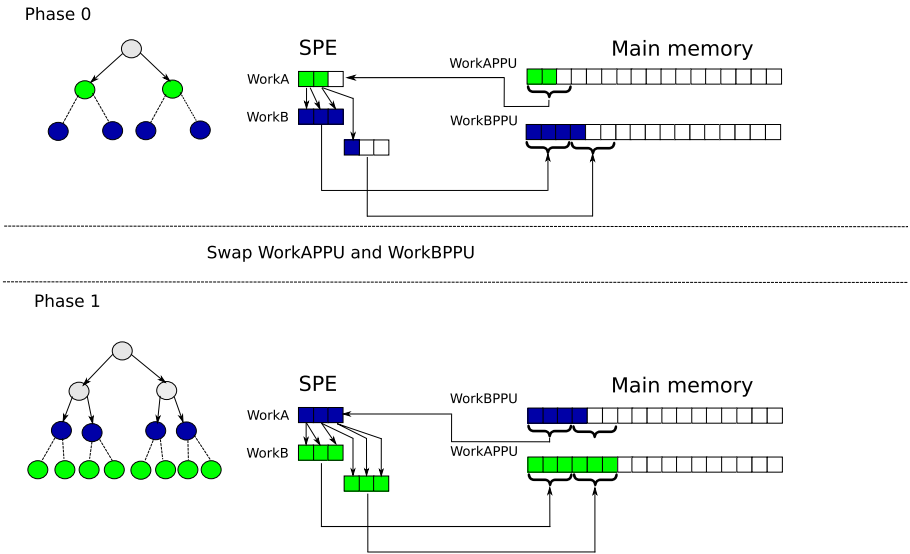 Phase 0
SPE
Main memory
WorkAPPU
WorkA
WorkB
WorkBPPU
Swap WorkAPPU and WorkBPPU
Phase 1
SPE
Main memory
WorkBPPU
WorkA
WorkB
WorkAPPU